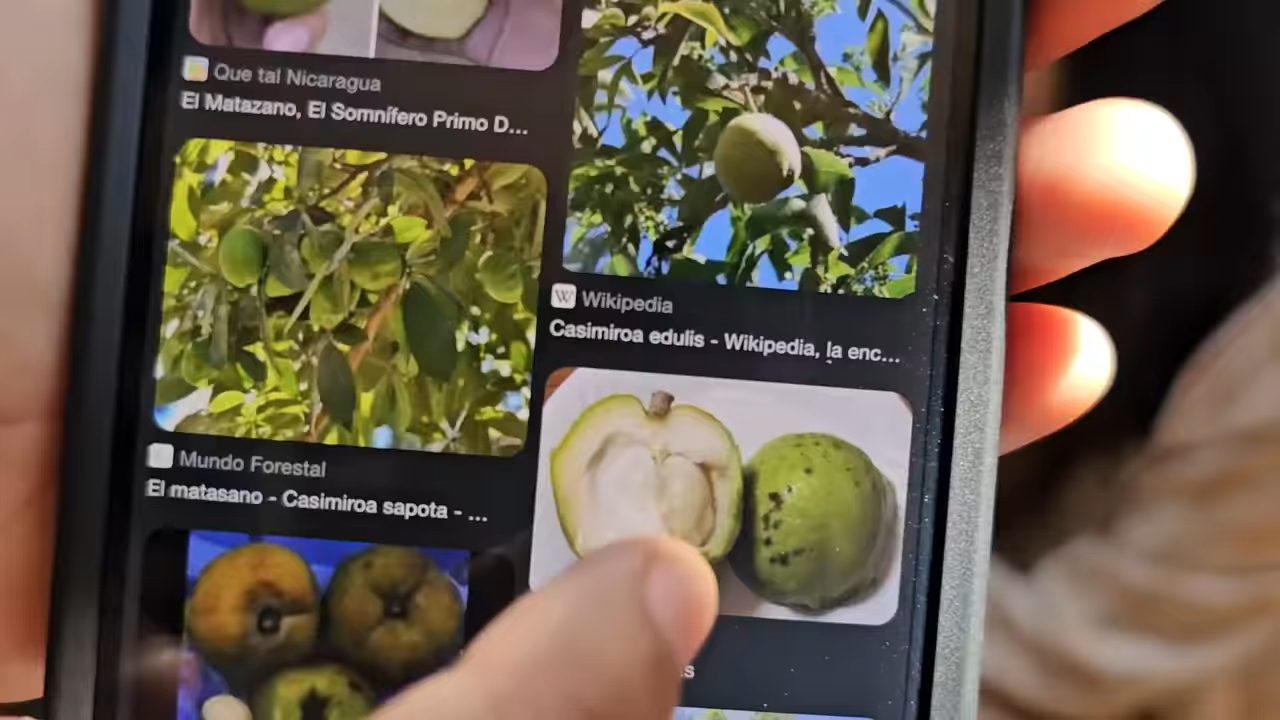 Que tal Nicaragua
El Matazano, El Somnífero Primo D...
W Wikipedia
Casimiroa edulis - Wikipedia, la enc...
Mundo Forestal
El matasano - Casimiroa sapota - ...
s